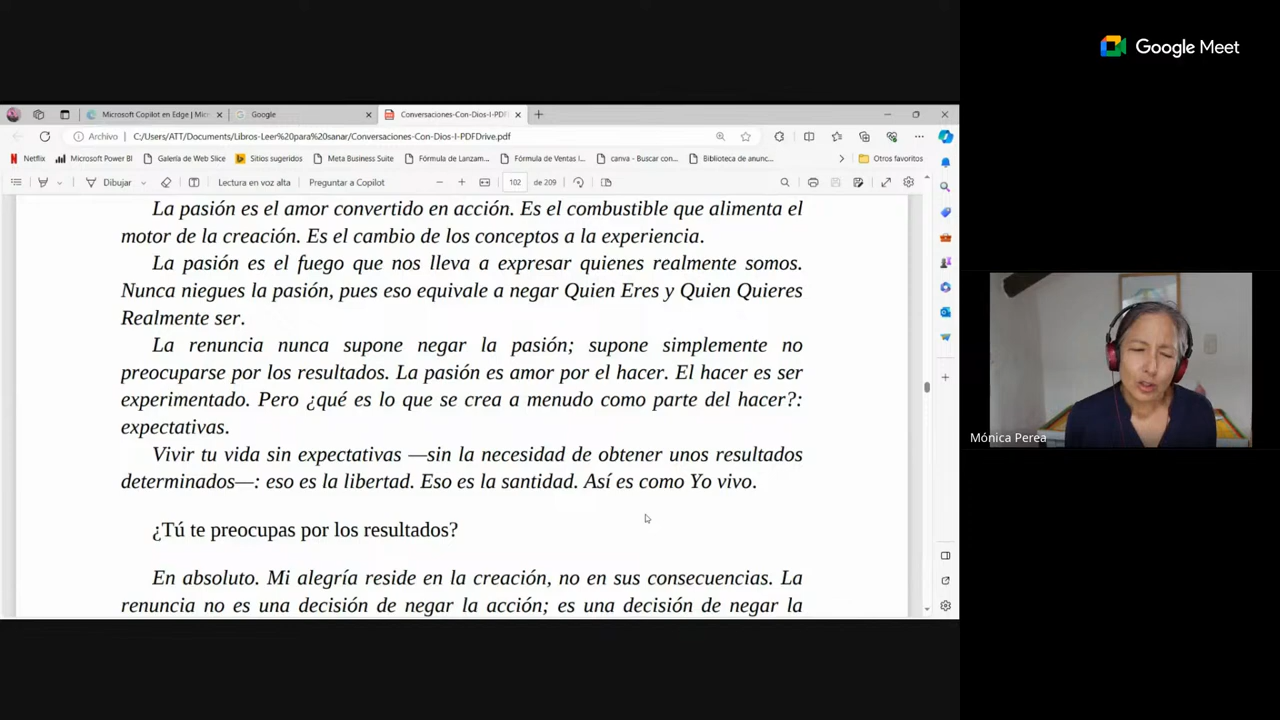 Google Meet
Microsoft Copilot en Edge | Micr
Google
Conversaciones-Con-Dios-I-PDFD
Archivo
C:/Users/ATT/Documents/Libros-Leer%20para%20sanar/Conversaciones-Con-Dios-I-PDFDrive.pdf
Netflix
Microsoft Power BI
Galería de Web Slice
Sitios sugeridos
Meta Business Suite
Fórmula de Lanzam...
Fórmula de Ventas I...
canva - Buscar con...
Biblioteca de anunc...
Otros favoritos
Dibujar
Lectura en voz alta
Preguntar a Copilot
102 de 209
La pasión es el amor convertido en acción. Es el combustible que alimenta el
motor de la creación. Es el cambio de los conceptos a la experiencia.
La pasión es el fuego que nos lleva a expresar quienes realmente somos.
Nunca niegues la pasión, pues eso equivale a negar Quien Eres y Quien Quieres
Realmente ser.
La renuncia nunca supone negar la pasión; supone simplemente no
preocuparse por los resultados. La pasión es amor por el hacer. El hacer es ser
experimentado. Pero ¿qué es lo que se crea a menudo como parte del hacer?:
expectativas.
Vivir tu vida sin expectativas —sin la necesidad de obtener unos resultados
determinados—: eso es la libertad. Eso es la santidad. Así es como Yo vivo.
¿Tú te preocupas por los resultados?
En absoluto. Mi alegría reside en la creación, no en sus consecuencias. La
renuncia no es una decisión de negar la acción; es una decisión de negar la
Mónica Perea